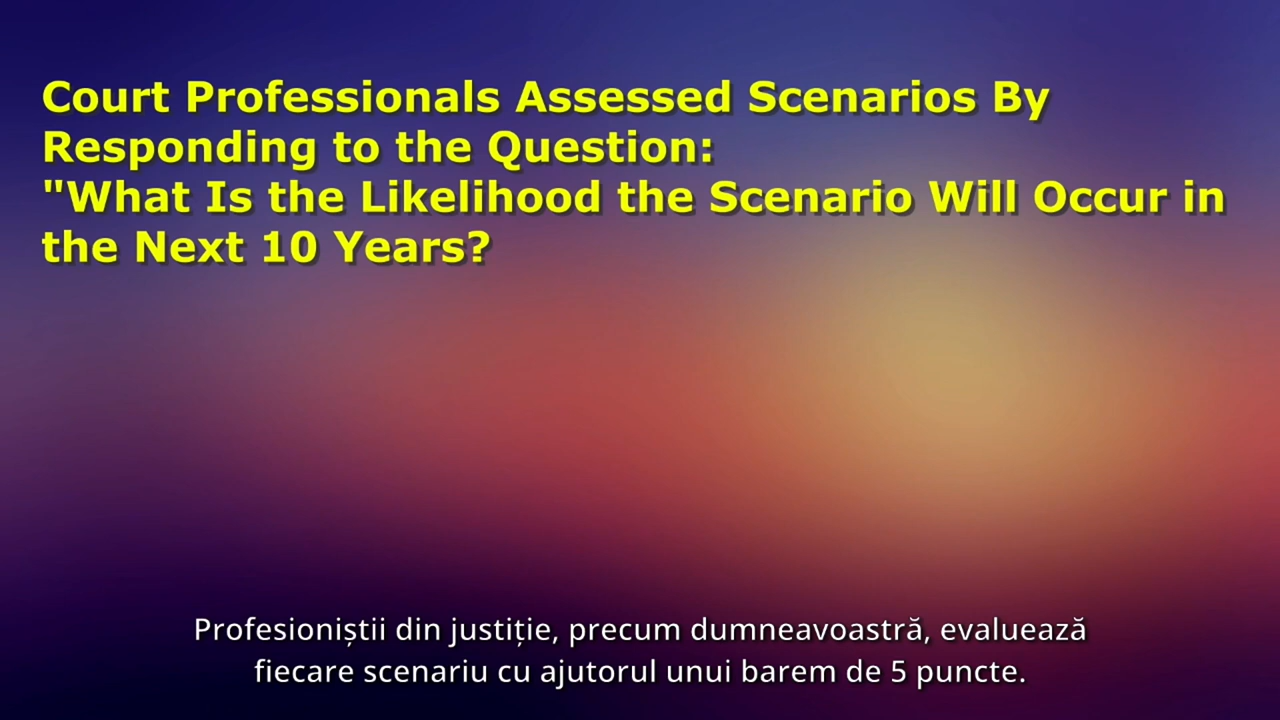 Court Professionals Assessed Scenarios By
Responding to the Question:
"What Is the Likelihood the Scenario Will Occur in
the Next 10 Years?
Profesioniștii din justiție, precum dumneavoastră, evaluează
fiecare scenariu cu ajutorul unui barem de 5 puncte.